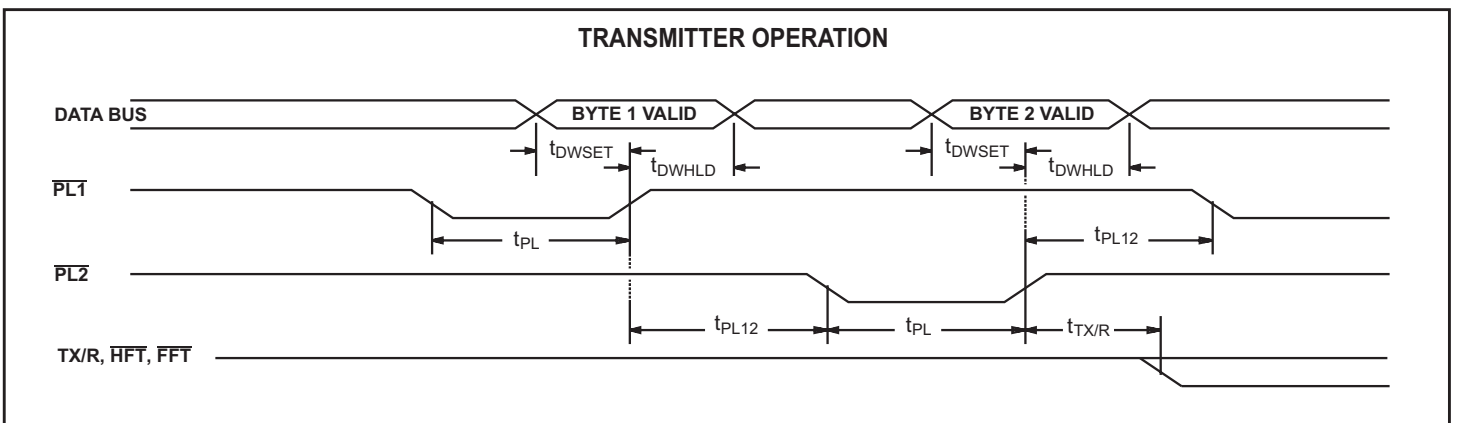 TRANSMITTER OPERATION
DATA BUS
BYTE 1 VALID
BYTE 2 VALID
tDWSET
tDWHLD
tDWSET
tDWHLD
PL1
tPL
tPL12
PL2
tPL12
tPL
tTX/R
TX/R, HFT, FFT